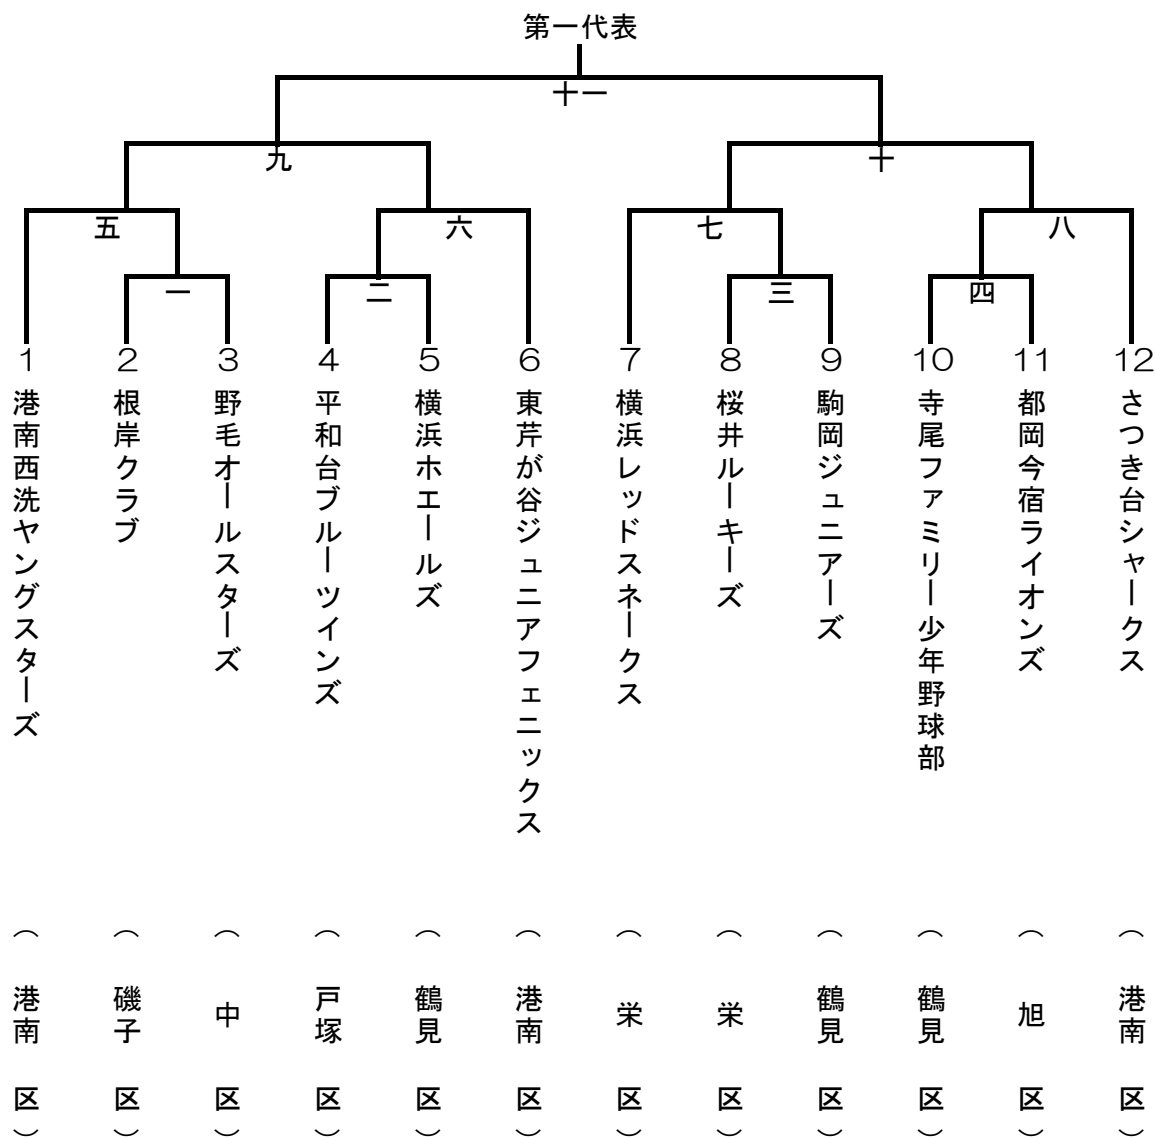 第一代表
十一
九
十
五
六
七
八
一
二
三
四
1
2
3
4
5
6
7
8
9
10
11
12
港南西洗ヤングスターズ
根岸クラブ
野毛オールスターズ
平和台ブルーツインズ
横浜ホエールズ
東芹が谷ジュニアフェニックス
横浜レッドスネークス
桜井ルーキーズ
駒岡ジュニアーズ
寺尾ファミリー少年野球部
都岡今宿ライオンズ
さつき台シャークス
（港南区）
（磯子区）
（中区）
（戸塚区）
（鶴見区）
（港南区）
（栄区）
（栄区）
（鶴見区）
（鶴見区）
（旭区）
（港南区）